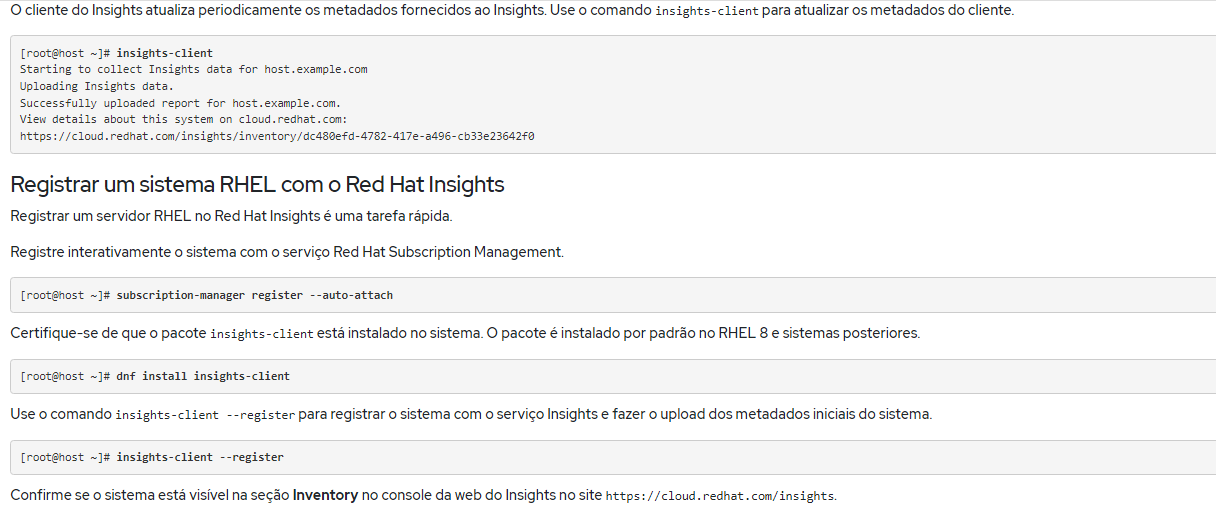 O cliente do Insights atualiza periodicamente os metadados fornecidos ao Insights. Use o comando insights-client para atualizar os metadados do cliente.
[root@host ~]# insights-client
Starting to collect Insights data for host.example.com
Uploading Insights data.
Successfully uploaded report for host.example.com.
View details about this system on cloud.redhat.com:
https://cloud.redhat.com/insights/inventory/dc480efd-4782-417e-a496-cb33e23642f0
Registrar um sistema RHEL com o Red Hat Insights
Registrar um servidor RHEL no Red Hat Insights é uma tarefa rápida.
Registre interativamente o sistema com o serviço Red Hat Subscription Management.
[root@host ~]# subscription-manager register --auto-attach
Certifique-se de que o pacote insights-client está instalado no sistema. O pacote é instalado por padrão no RHEL 8 e sistemas posteriores.
[root@host ~]# dnf install insights-client
Use o comando insights-client --register para registrar o sistema com o serviço Insights e fazer o upload dos metadados iniciais do sistema.
[root@host ~]# insights-client --register
Confirme se o sistema está visível na seção Inventory no console da web do Insights no site https://cloud.redhat.com/insights.